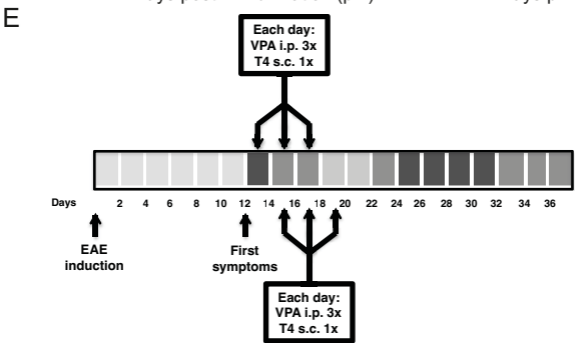 E
Each day:
VPA i.p. 3x
T4 s.c. 1x
Days 2 4 6 8 10 12 14 16 18 20 22 24 26 28 30 32 34 36
EAE
induction
First
symptoms
Each day:
VPA i.p. 3x
T4 s.c. 1x